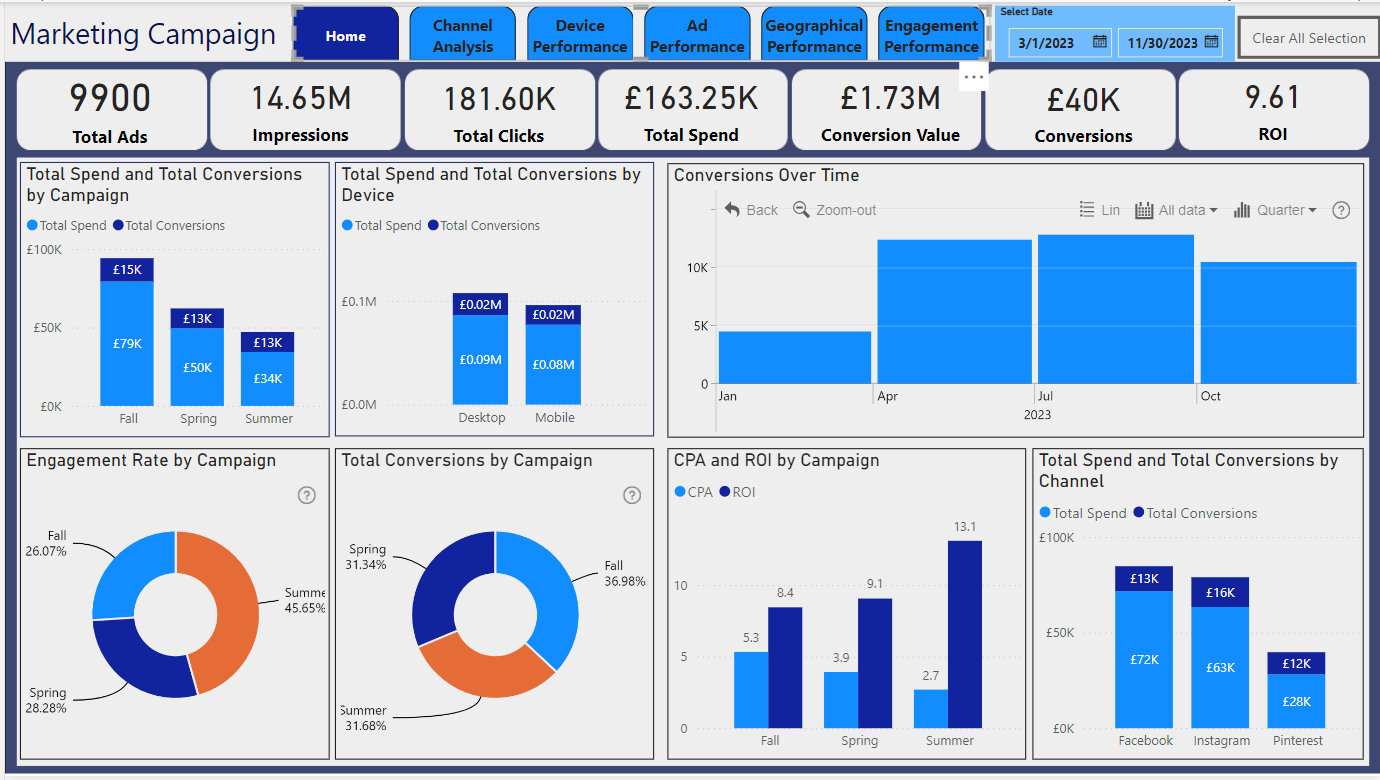 Marketing Campaign
Home
Channel
Analysis
Device
Performance
Ad
Performance
Geographical
Performance
Engagement
Performance
Select Date
3/1/2023
11/30/2023
Clear All Selection
9900
Total Ads
14.65M
Impressions
181.60K
Total Clicks
£163.25K
Total Spend
£1.73M
Conversion Value
£40K
Conversions
9.61
ROI
Total Spend and Total Conversions
by Campaign
Total Spend Total Conversions
£100K
£50K
£0K
£15K
£79K
£13K
£50K
£13K
£34K
Fall Spring Summer
Total Spend and Total Conversions by
Device
Total Spend Total Conversions
£0.1M
£0.0M
£0.02M
£0.09M
£0.02M
£0.08M
Desktop Mobile
Conversions Over Time
Back Zoom-out Lin All data Quarter ?
10K
5K
0
Jan Apr Jul Oct
2023
Engagement Rate by Campaign
?
Fall
26.07%
Summe
45.65%
Spring
28.28%
Total Conversions by Campaign
?
Spring
31.34%
Fall
36.98%
Summer
31.68%
CPA and ROI by Campaign
CPA ROI
10
5
0
5.3
8.4
3.9
9.1
2.7
13.1
Fall Spring Summer
Total Spend and Total Conversions by
Channel
Total Spend Total Conversions
£100K
£50K
£0K
£13K
£72K
£16K
£63K
£12K
£28K
Facebook Instagram Pinterest